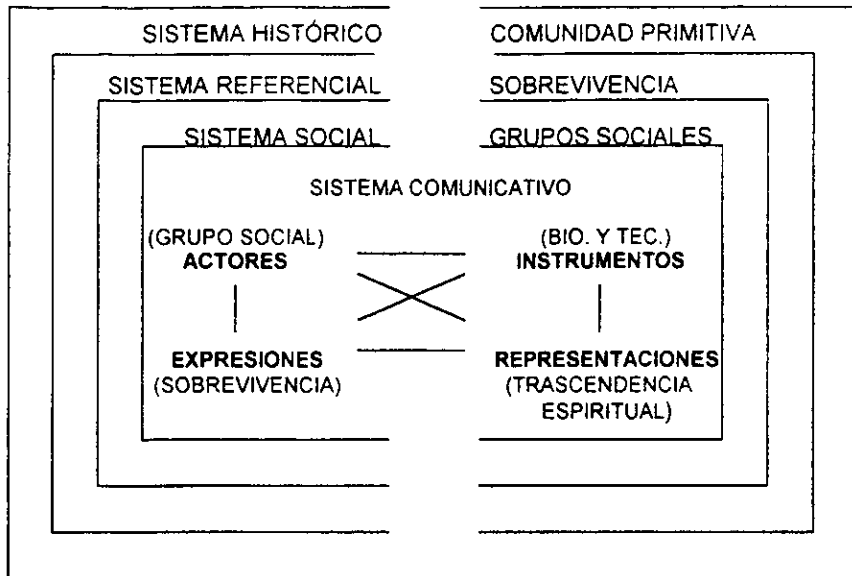 SISTEMA HISTÓRICO COMUNIDAD PRIMITIVA
SISTEMA REFERENCIAL SOBREVIVENCIA
SISTEMA SOCIAL GRUPOS SOCIALES
SISTEMA COMUNICATIVO
(GRUPO SOCIAL) (BIO. Y TEC.)
ACTORES INSTRUMENTOS
EXPRESIONES REPRESENTACIONES
(SOBREVIVENCIA) (TRASCENDENCIA
ESPIRITUAL)